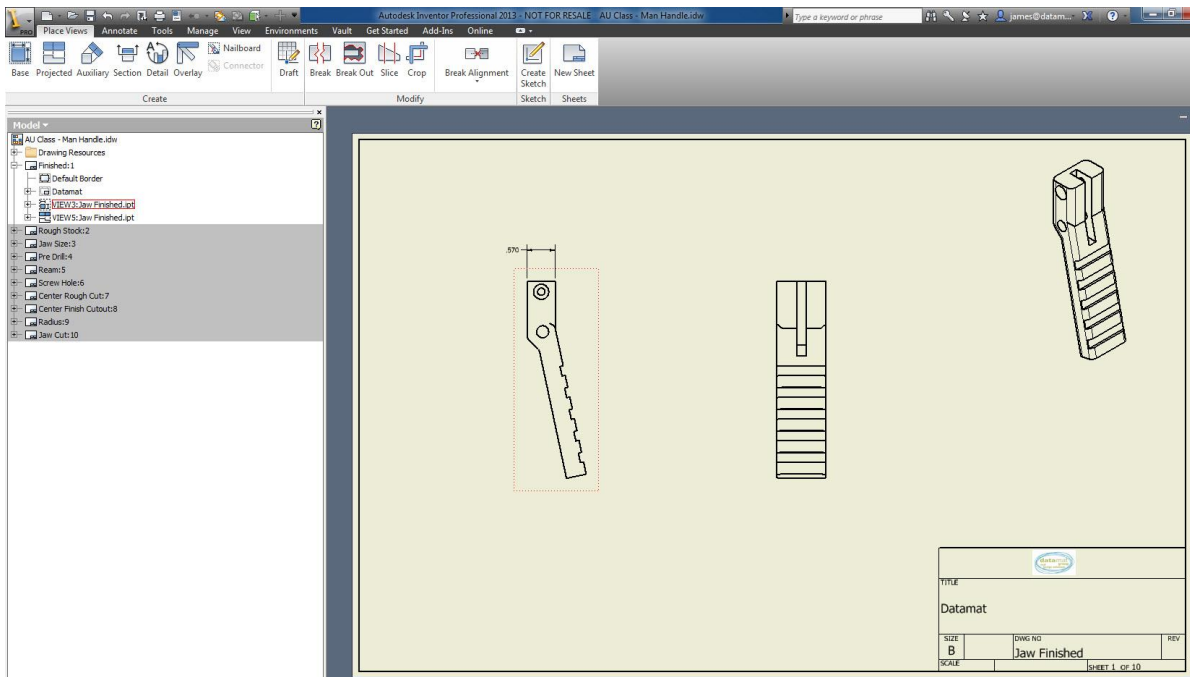 Autodesk Inventor Professional 2013 - NOT FOR RESALE AU Class - Man Handle.idw
Type a keyword or phrase
james@datam...
PRO
Place Views Annotate Tools Manage View Environments Vault Get Started Add-Ins Online
Base Projected Auxiliary Section Detail Overlay
Nailboard
Connector
Draft Break Break Out Slice Crop Break Alignment
Create Sketch
New Sheet
Create Modify Sketch Sheets
Model
AU Class - Man Handle.idw
Drawing Resources
Finished:1
Default Border
Datamat
VIEW3:Jaw Finished.ipt
VIEW5:Jaw Finished.ipt
Rough Stock:2
Jaw Size:3
Pre Drill:4
Ream:5
Screw Hole:6
Center Rough Cut:7
Center Finish Cutout:8
Radius:9
Jaw Cut:10
.570
datamat
TITLE
Datamat
SIZE
B
DWG NO
Jaw Finished
REV
SCALE
SHEET 1 OF 10